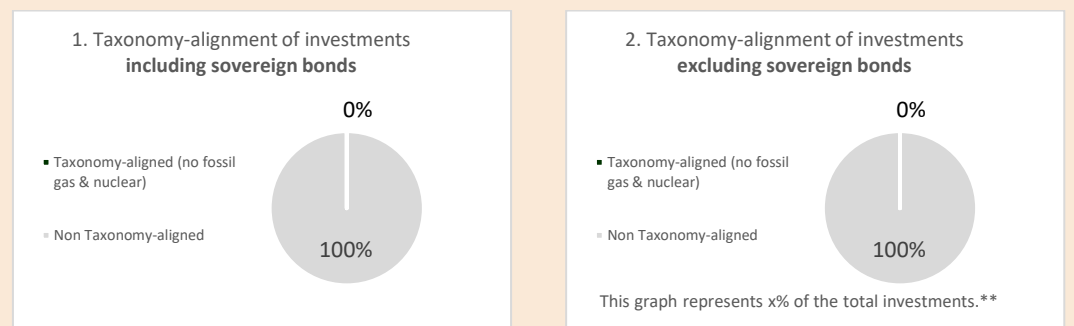 1. Taxonomy-alignment of investments
including sovereign bonds
0%
Taxonomy-aligned (no fossil
gas & nuclear)
Non Taxonomy-aligned
100%
2. Taxonomy-alignment of investments
excluding sovereign bonds
0%
Taxonomy-aligned (no fossil
gas & nuclear)
Non Taxonomy-aligned
100%
This graph represents x% of the total investments.**